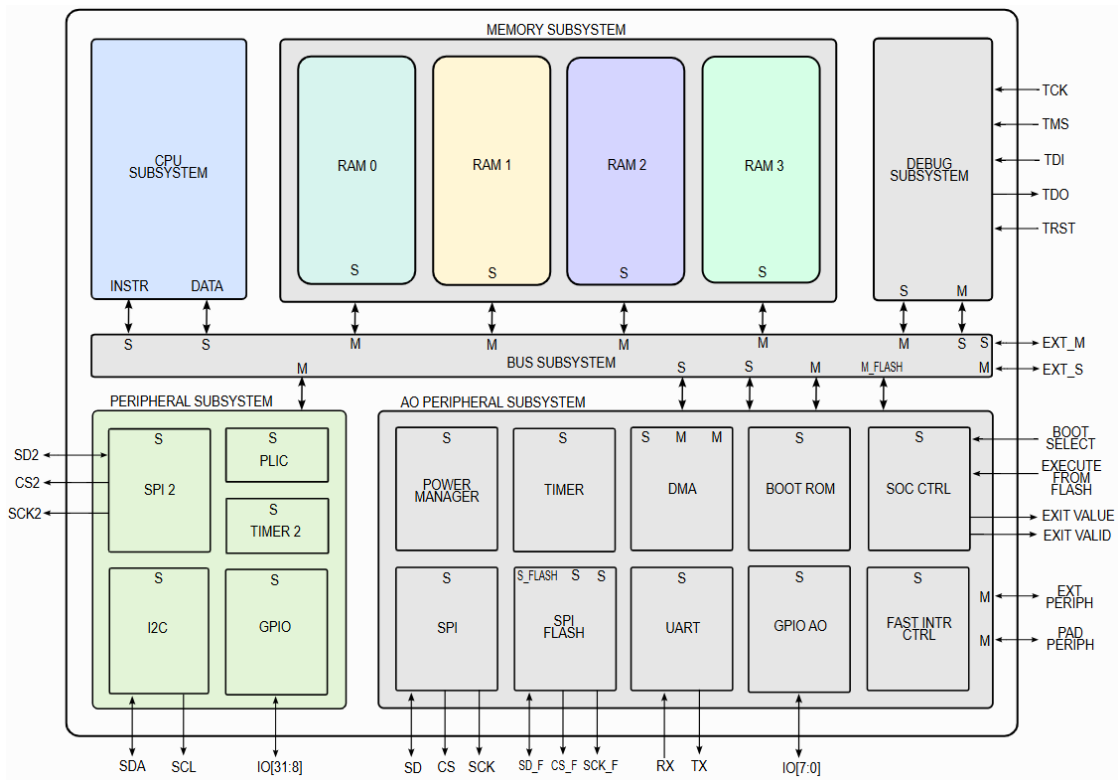 MEMORY SUBSYSTEM
CPU
SUBSYSTEM
INSTR DATA
RAM 0
S
RAM 1
S
RAM 2
S
RAM 3
S
DEBUG
SUBSYSTEM
S M
TCK
TMS
TDI
TDO
TRST
S S M M M M M S S
BUS SUBSYSTEM
M S S M M_FLASH M
EXT_M
EXT_S
PERIPHERAL SUBSYSTEM
S
SPI 2
S
PLIC
S
TIMER 2
S
I2C
S
GPIO
SD2
CS2
SCK2
SDA SCL IO[31:8]
AO PERIPHERAL SUBSYSTEM
S
POWER
MANAGER
S
TIMER
S M M
DMA
S
BOOT ROM
S
SOC CTRL
BOOT
SELECT
EXECUTE
FROM
FLASH
EXIT VALUE
EXIT VALID
S
SPI
S_FLASH S S
SPI
FLASH
S
UART
S
GPIO AO
S
FAST INTR
CTRL
M
EXT
PERIPH
M
PAD
PERIPH
SD CS SCK SD_F CS_F SCK_F RX TX IO[7:0]